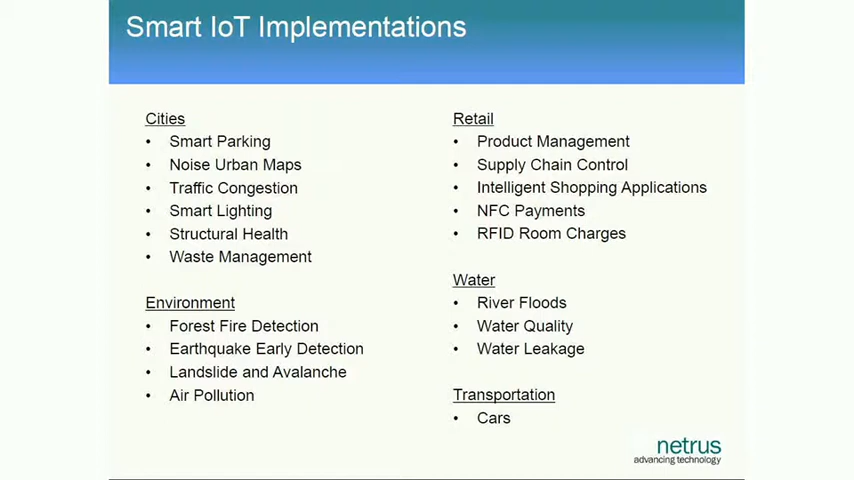 Smart IoT Implementations
Cities
• Smart Parking
• Noise Urban Maps
• Traffic Congestion
• Smart Lighting
• Structural Health
• Waste Management
Environment
• Forest Fire Detection
• Earthquake Early Detection
• Landslide and Avalanche
• Air Pollution
Retail
• Product Management
• Supply Chain Control
• Intelligent Shopping Applications
• NFC Payments
• RFID Room Charges
Water
• River Floods
• Water Quality
• Water Leakage
Transportation
• Cars
netrus
advancing technology